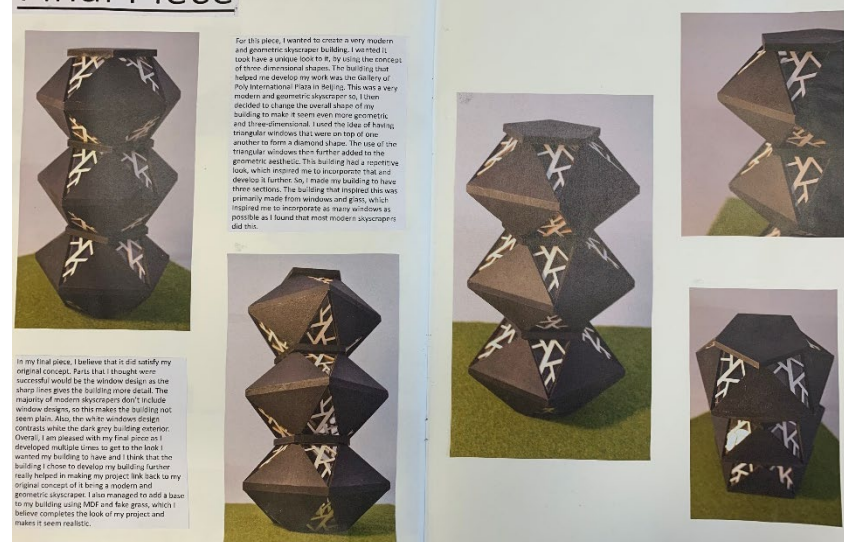 Final Piece
For this piece, I wanted to create a very modern
and geometric skyscraper building. I wanted it
took have a unique look to it, by using the concept
of three-dimensional shapes. The building that
helped me develop my work was the Gallery of
Poly International Plaza in Beijing. This was a very
modern and geometric skyscraper so, I then
decided to change the overall shape of my
building to make it seem even more geometric
and three-dimensional. I used the idea of having
triangular windows that were on top of one
another to form a diamond shape. The use of the
triangular windows then further added to the
geometric aesthetic. This building had a repetitive
look, which inspired me to incorporate that and
develop it further. So, I made my building to have
three sections. The building that inspired this was
primarily made from windows and glass, which
inspired me to incorporate as many windows as
possible as I found that most modern skyscrapers
did this.
In my final piece, I believe that it did satisfy my
original concept. Parts that I thought were
successful would be the window design as the
sharp lines gives the building more detail. The
majority of modern skyscrapers don't include
window designs, so this makes the building not
seem plain. Also, the white windows design
contrasts white the dark grey building exterior.
Overall, I am pleased with my final piece as I
developed multiple times to get to the look I
wanted my building to have and I think that the
building I chose to develop my building further
really helped in making my project link back to my
original concept of it being a modern and
geometric skyscraper. I also managed to add a base
to my building using MDF and fake grass, which I
believe completes the look of my project and
makes it seem realistic.